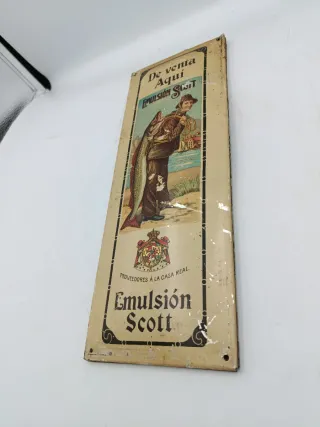 De venta
Aquí
EMULSIÓN SCOTT
PROVEEDORES À LA CASA REAL
Emulsión
Scott